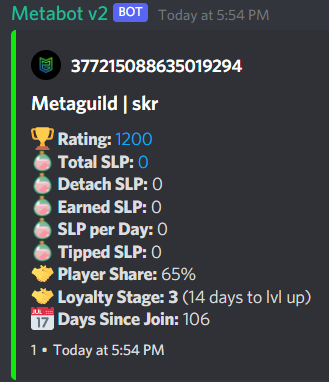 Metabot v2 BOT Today at 5:54 PM
377215088635019294
Metaguild | skr
Rating: 1200
Total SLP: 0
Detach SLP: 0
Earned SLP: 0
SLP per Day: 0
Tipped SLP: 0
Player Share: 65%
Loyalty Stage: 3 (14 days to lvl up)
JUL 17 Days Since Join: 106
1 • Today at 5:54 PM